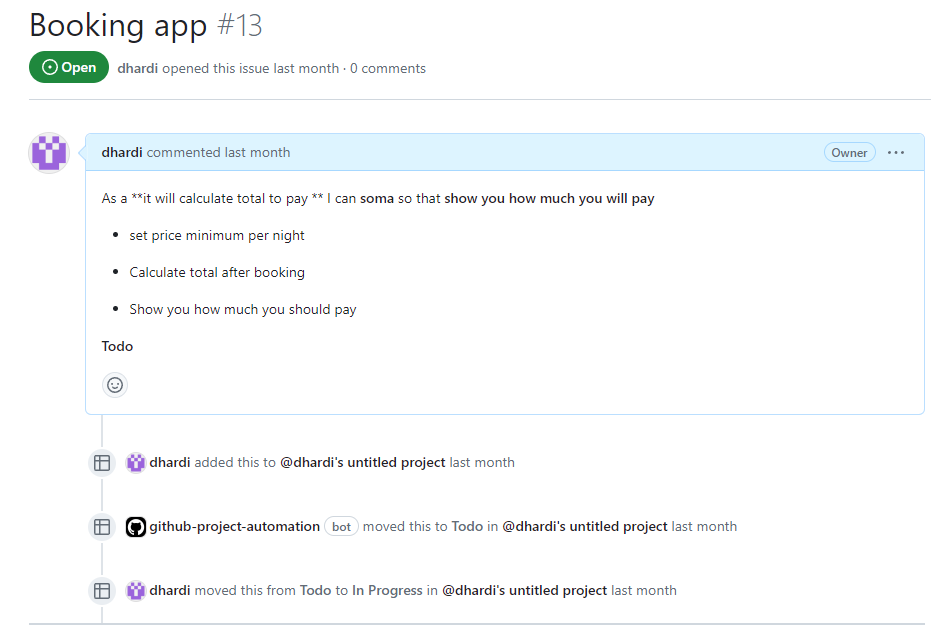 Booking app #13
Open dhardi opened this issue last month · 0 comments
dhardi commented last month Owner ...
As a **it will calculate total to pay ** I can soma so that show you how much you will pay
• set price minimum per night
• Calculate total after booking
• Show you how much you should pay
Todo
dhardi added this to @dhardi's untitled project last month
github-project-automation bot moved this to Todo in @dhardi's untitled project last month
dhardi moved this from Todo to In Progress in @dhardi's untitled project last month